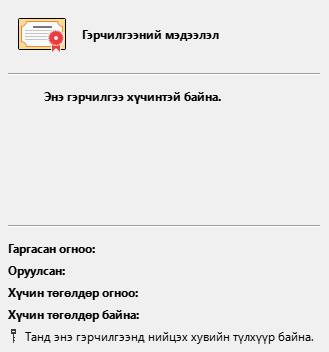 Гэрчилгээний мэдээлэл
Энэ гэрчилгээ хүчинтэй байна.
Гаргасан огноо:
Оруулсан:
Хүчин төгөлдөр огноо:
Хүчин төгөлдөр байна:
Танд энэ гэрчилгээнд нийцэх хувийн түлхүүр байна.